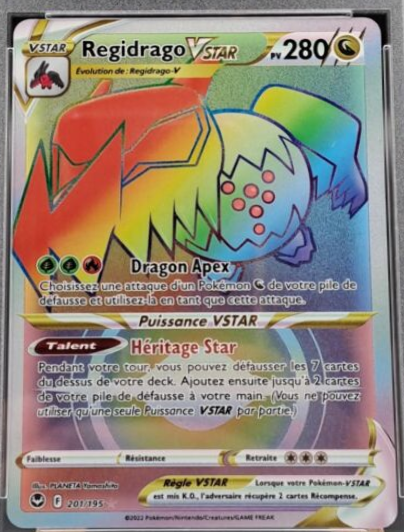 VSTAR Regidrago VSTAR PV 280
Évolution de : Regidrago-V
Dragon Apex
Choisissez une attaque d'un Pokémon de votre pile de
défausse et utilisez-la en tant que cette attaque.
Puissance VSTAR
Talent Héritage Star
Pendant votre tour, vous pouvez défausser les 7 cartes
du dessus de votre deck. Ajoutez ensuite jusqu'à 2 cartes
de votre pile de défausse à votre main. (Vous ne pouvez
utiliser qu'une seule Puissance VSTAR par partie.)
Faiblesse Résistance Retraite
Illus. PLANETA Yamashita
F 201/195
Règle VSTAR Lorsque votre Pokémon-VSTAR
est mis K.O., l'adversaire récupère 2 cartes Récompense.
©2022 Pokémon/Nintendo/Creatures/GAME FREAK